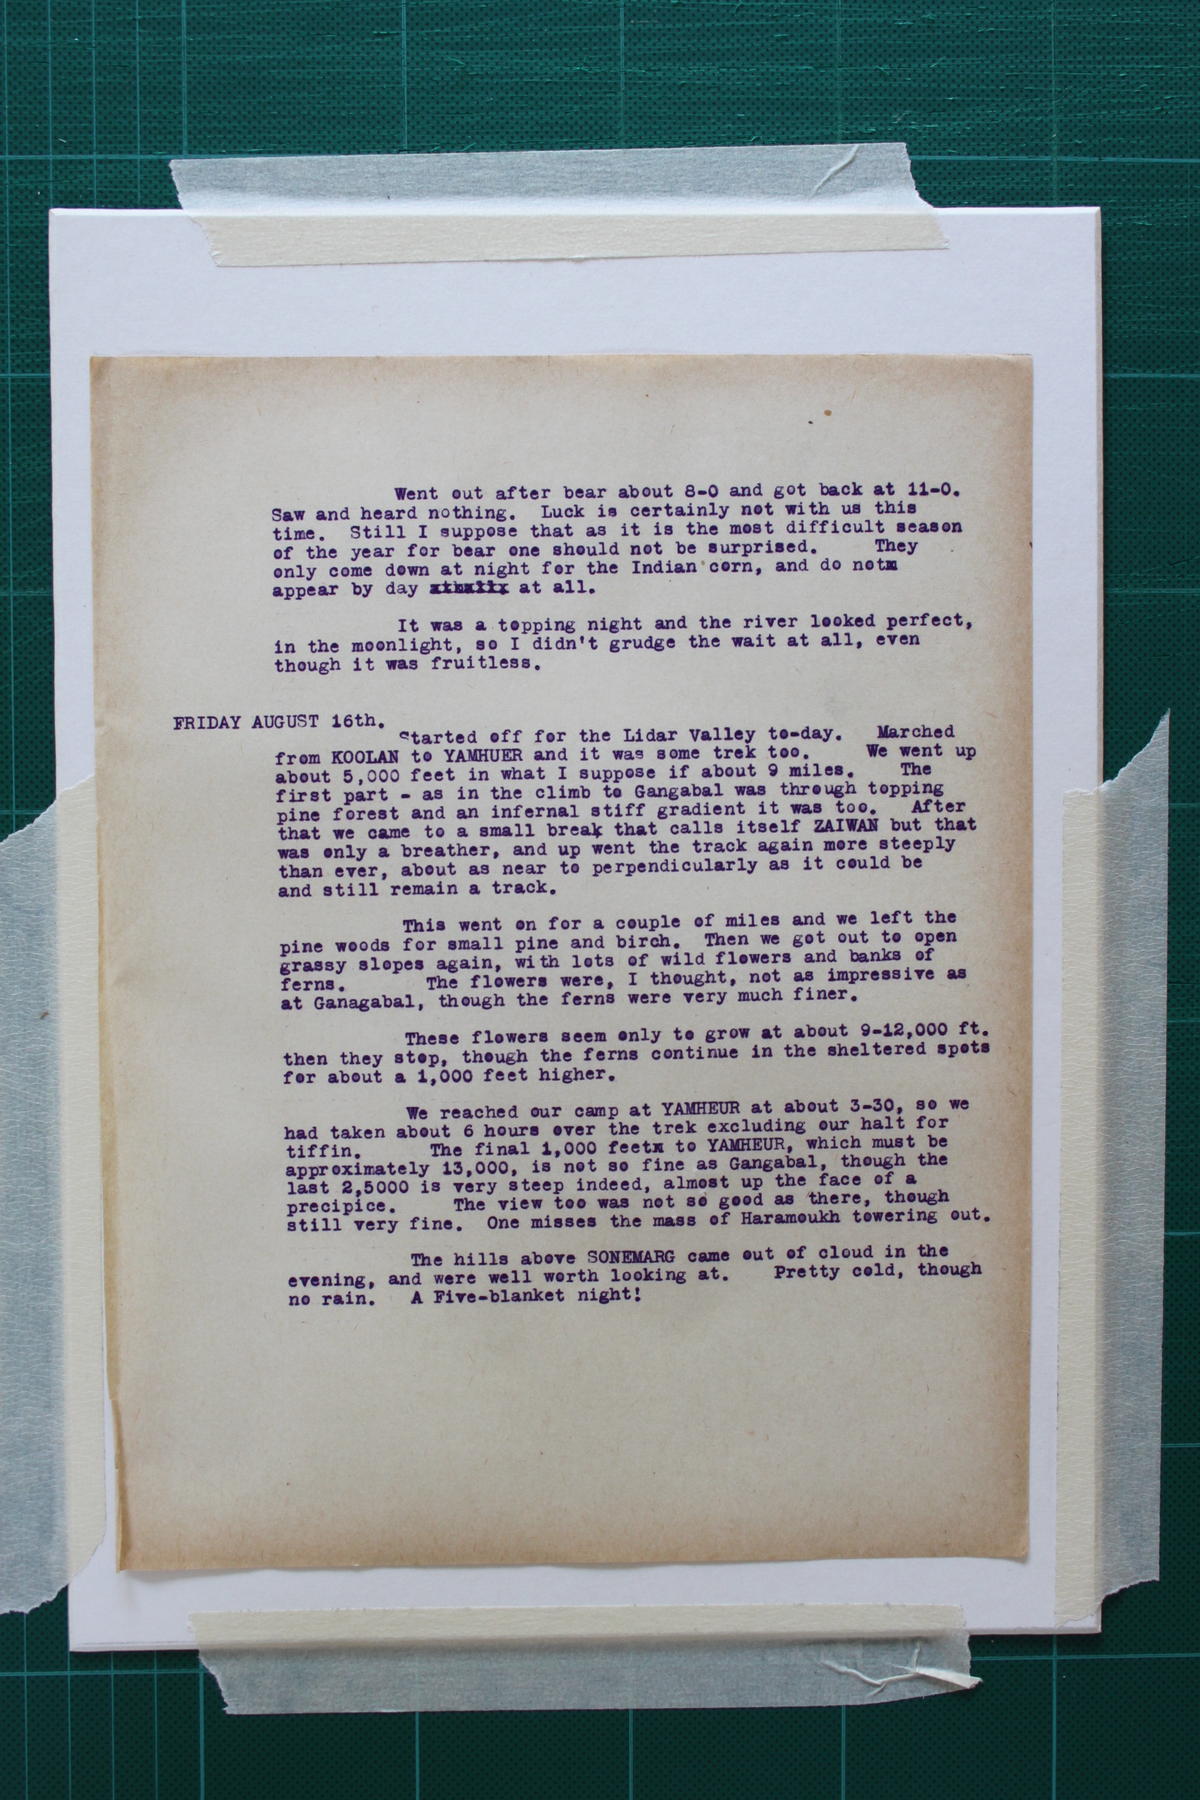 Went out after bear about 8-0 and got back at 11-0.
Saw and heard nothing. Luck is certainly not with us this
time. Still I suppose that as it is the most difficult season
of the year for bear one should not be surprised. They
only come down at night for the Indian corn, and do notx
appear by day at all.
It was a topping night and the river looked perfect,
in the moonlight, so I didn't grudge the wait at all, even
though it was fruitless.
FRIDAY AUGUST 16th.
Started off for the Lidar Valley to-day. Marched
from KOOLAN to YAMHUER and it was some trek too. We went up
about 5,000 feet in what I suppose if about 9 miles. The
first part - as in the climb to Gangabal was through topping
pine forest and an infernal stiff gradient it was too. After
that we came to a small break that calls itself ZAIWAN but that
was only a breather, and up went the track again more steeply
than ever, about as near to perpendicularly as it could be
and still remain a track.
This went on for a couple of miles and we left the
pine woods for small pine and birch. Then we got out to open
grassy slopes again, with lots of wild flowers and banks of
ferns. The flowers were, I thought, not as impressive as
at Ganagabal, though the ferns were very much finer.
These flowers seem only to grow at about 9-12,000 ft.
then they stop, though the ferns continue in the sheltered spots
for about a 1,000 feet higher.
We reached our camp at YAMHEUR at about 3-30, so we
had taken about 6 hours over the trek excluding our halt for
tiffin. The final 1,000 feetx to YAMHEUR, which must be
approximately 13,000, is not so fine as Gangabal, though the
last 2,5000 is very steep indeed, almost up the face of a
precipice. The view too was not so good as there, though
still very fine. One misses the mass of Haramoukh towering out.
The hills above SONEMARG came out of cloud in the
evening, and were well worth looking at. Pretty cold, though
no rain. A Five-blanket night!